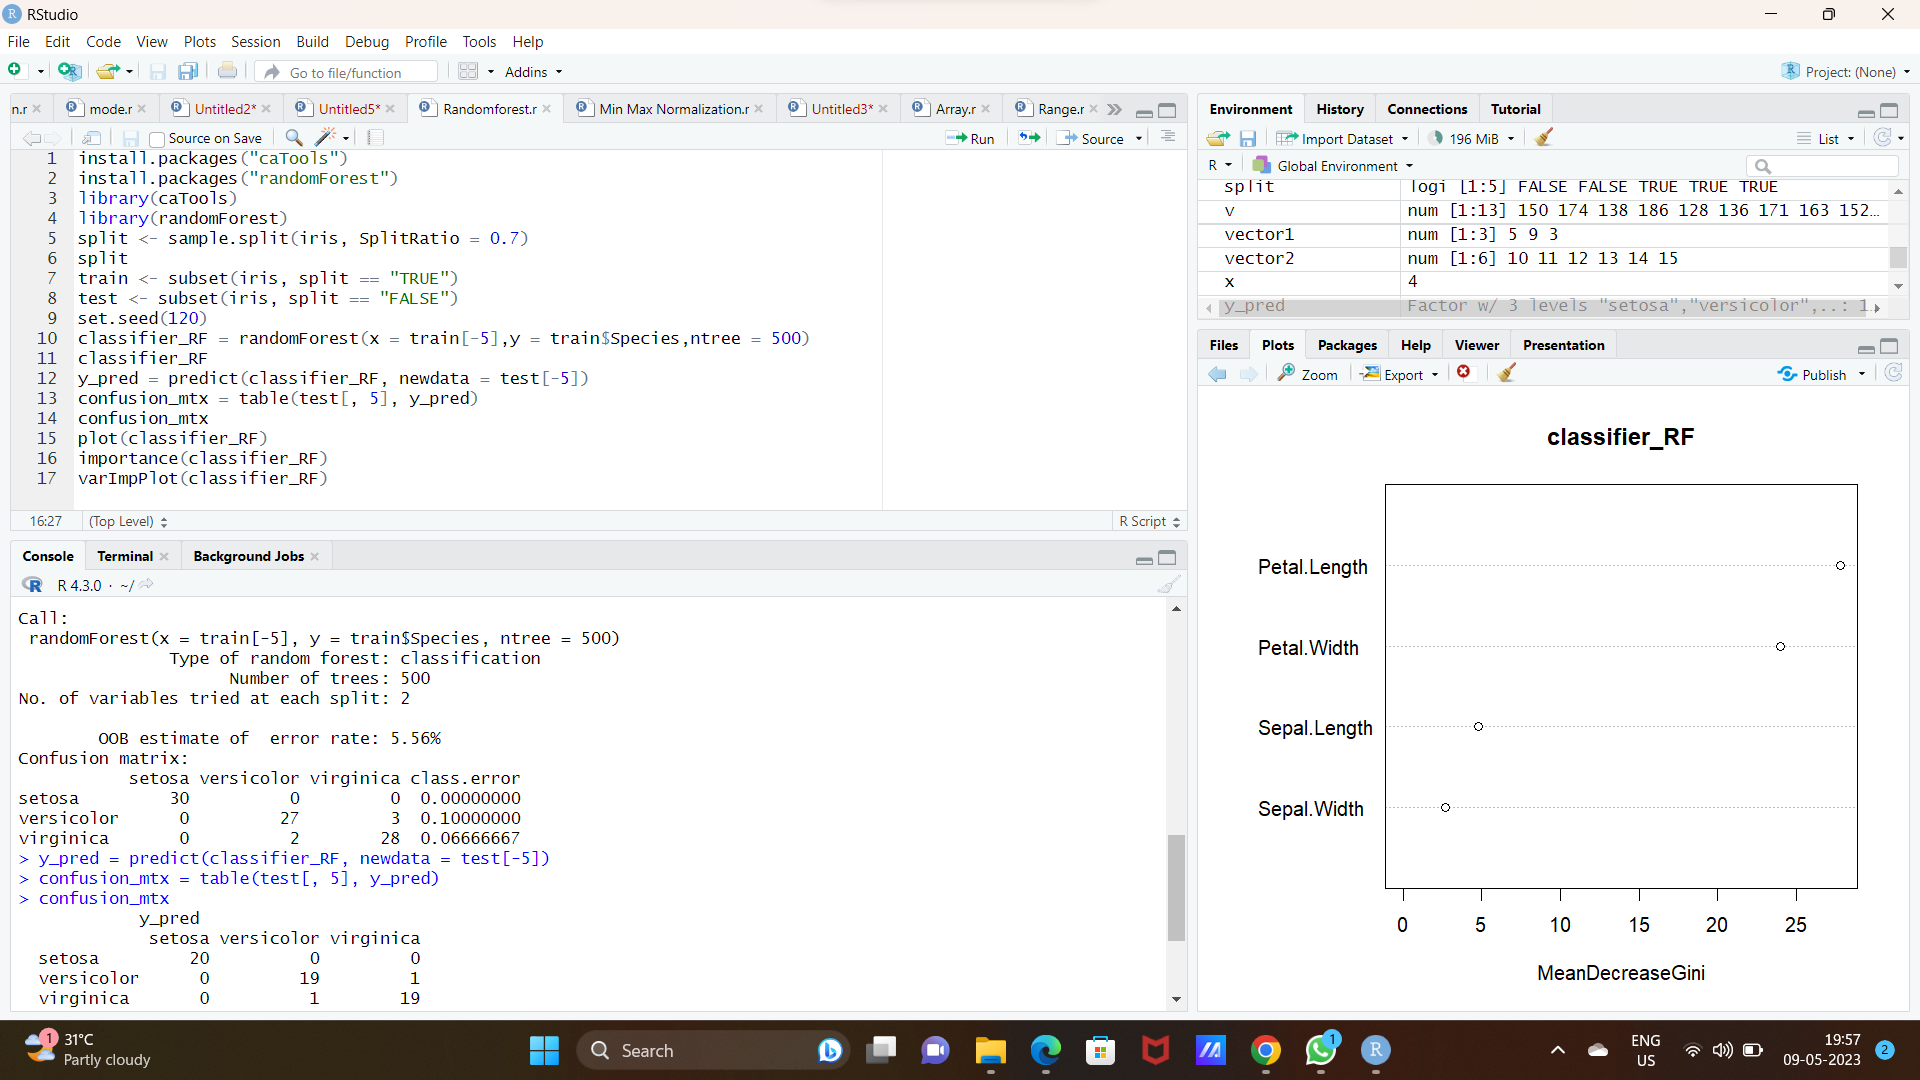 RStudio
File Edit Code View Plots Session Build Debug Profile Tools Help
Go to file/function Addins Project: (None)
n.r mode.r Untitled2* Untitled5* Randomforest.r Min Max Normalization.r Untitled3* Array.r Range.r
Source on Save Run Source
1 install.packages("caTools")
2 install.packages("randomForest")
3 library(caTools)
4 library(randomForest)
5 split <- sample.split(iris, SplitRatio = 0.7)
6 split
7 train <- subset(iris, split == "TRUE")
8 test <- subset(iris, split == "FALSE")
9 set.seed(120)
10 classifier_RF = randomForest(x = train[-5],y = train$Species,ntree = 500)
11 classifier_RF
12 y_pred = predict(classifier_RF, newdata = test[-5])
13 confusion_mtx = table(test[, 5], y_pred)
14 confusion_mtx
15 plot(classifier_RF)
16 importance(classifier_RF)
17 varImpPlot(classifier_RF)
16:27 (Top Level) R Script
Console Terminal Background Jobs
R 4.3.0 · ~/
Call:
randomForest(x = train[-5], y = train$Species, ntree = 500)
Type of random forest: classification
Number of trees: 500
No. of variables tried at each split: 2
OOB estimate of  error rate: 5.56%
Confusion matrix:
setosa versicolor virginica class.error
setosa 30 0 0 0.00000000
versicolor 0 27 3 0.10000000
virginica 0 2 28 0.06666667
> y_pred = predict(classifier_RF, newdata = test[-5])
> confusion_mtx = table(test[, 5], y_pred)
> confusion_mtx
y_pred
setosa versicolor virginica
setosa 20 0 0
versicolor 0 19 1
virginica 0 1 19
Environment History Connections Tutorial
Import Dataset 196 MiB List
R Global Environment
split logi [1:5] FALSE FALSE TRUE TRUE TRUE
v num [1:13] 150 174 138 186 128 136 171 163 152...
vector1 num [1:3] 5 9 3
vector2 num [1:6] 10 11 12 13 14 15
x 4
y_pred Factor w/ 3 levels "setosa","versicolor",..: 1
Files Plots Packages Help Viewer Presentation
Zoom Export Publish
classifier_RF
Petal.Length
Petal.Width
Sepal.Length
Sepal.Width
0 5 10 15 20 25
MeanDecreaseGini
1 31°C
Partly cloudy
Search
1
R
ENG
US
19:57
09-05-2023
2